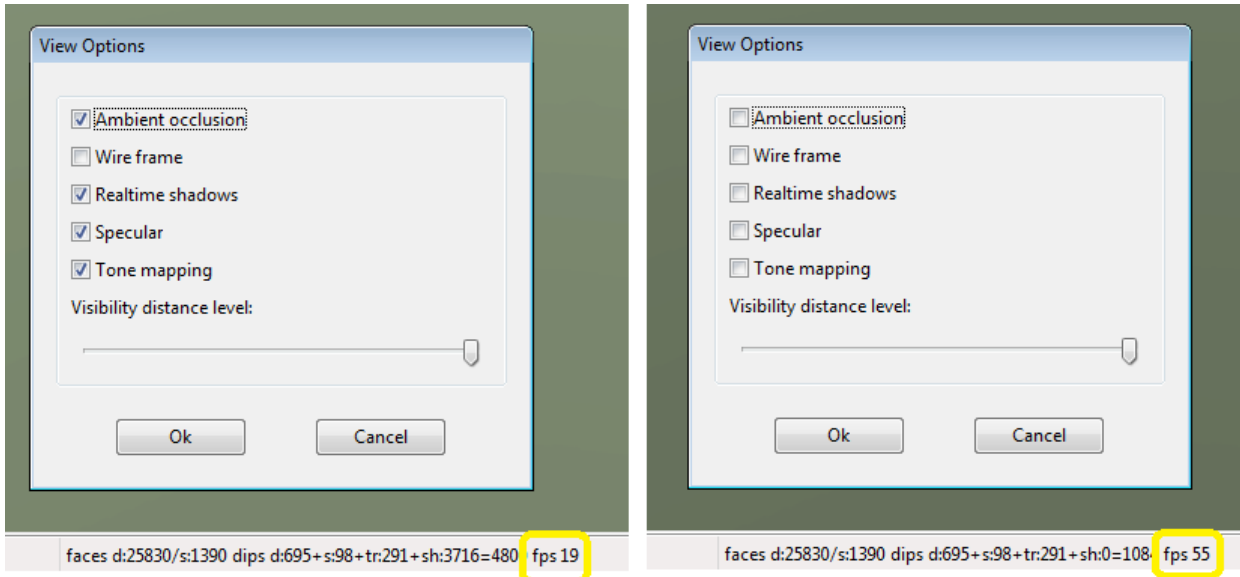 View Options
Ambient occlusion
Wire frame
Realtime shadows
Specular
Tone mapping
Visibility distance level:
Ok Cancel
faces d:25830/s:1390 dips d:695+s:98+tr:291+sh:3716=480 fps 19
View Options
Ambient occlusion
Wire frame
Realtime shadows
Specular
Tone mapping
Visibility distance level:
Ok Cancel
faces d:25830/s:1390 dips d:695+s:98+tr:291+sh:0=108 fps 55